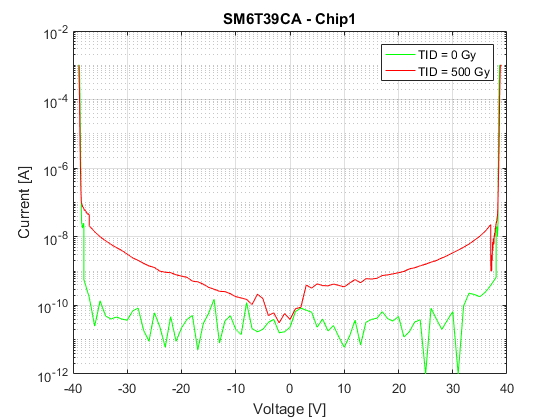 SM6T39CA - Chip1
TID = 0 Gy
TID = 500 Gy
Current [A]
10^-2
10^-4
10^-6
10^-8
10^-10
10^-12
-40 -30 -20 -10 0 10 20 30 40
Voltage [V]